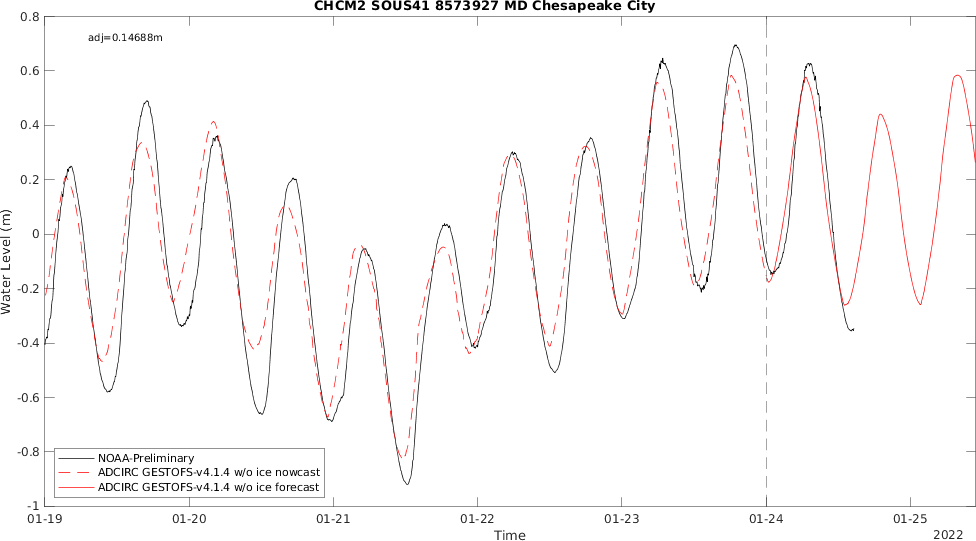 CHCM2 SOUS41 8573927 MD Chesapeake City
adj=0.14688m
0.8
0.6
0.4
0.2
0
-0.2
-0.4
-0.6
-0.8
-1
Water Level (m)
NOAA-Preliminary
ADCIRC GESTOFS-v4.1.4 w/o ice nowcast
ADCIRC GESTOFS-v4.1.4 w/o ice forecast
01-19 01-20 01-21 01-22 01-23 01-24 01-25
Time
2022